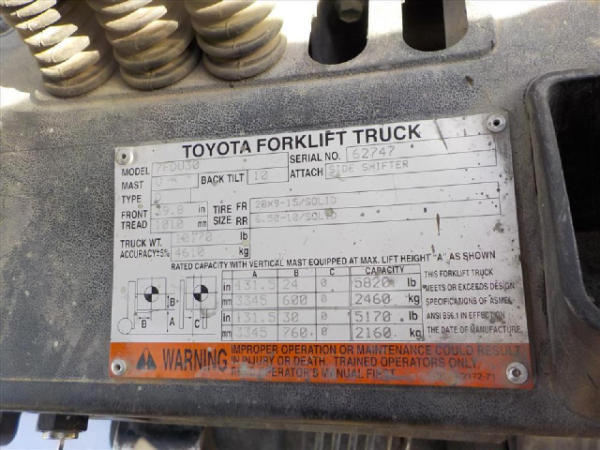 TOYOTA FORKLIFT TRUCK
MODEL 7FDU30 SERIAL NO. 62747
MAST V BACK TILT 10 ATTACH SIDE SHIFTER
TYPE D
FRONT 39.8 in TIRE FR 28X9-15/SOLID
TREAD 1010 mm SIZE RR 6.50-10/SOLID
TRUCK WT. 10170 lb
ACCURACY±5% 4610 kg
RATED CAPACITY WITH VERTICAL MAST EQUIPPED AT MAX. LIFT HEIGHT "A" AS SHOWN
A B C CAPACITY
in 131.5 24 0 5820 lb
mm 3345 600 0 2460 kg
in 131.5 30 0 5170 lb
mm 3345 760 0 2160 kg
B A B C
THIS FORKLIFT TRUCK
MEETS OR EXCEEDS DESIGN
SPECIFICATIONS OF ASME/
ANSI B56.1 IN EFFECTION
THE DATE OF MANUFACTURE.
WARNING IMPROPER OPERATION OR MAINTENANCE COULD RESULT
IN INJURY OR DEATH. TRAINED OPERATORS ONLY.
OPERATOR'S MANUAL FIRST